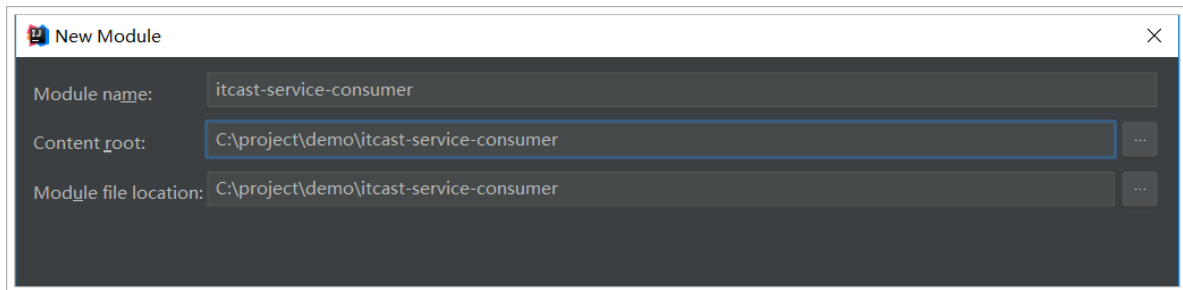 New Module
Module name: itcast-service-consumer
Content root: C:\project\demo\itcast-service-consumer ...
Module file location: C:\project\demo\itcast-service-consumer ...